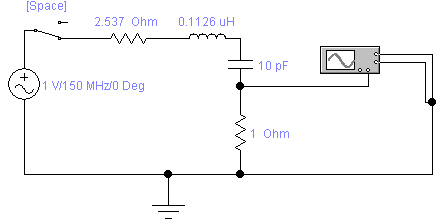 [Space]
2.537 Ohm
0.1126 uH
10 pF
1 V/150 MHz/0 Deg
1 Ohm